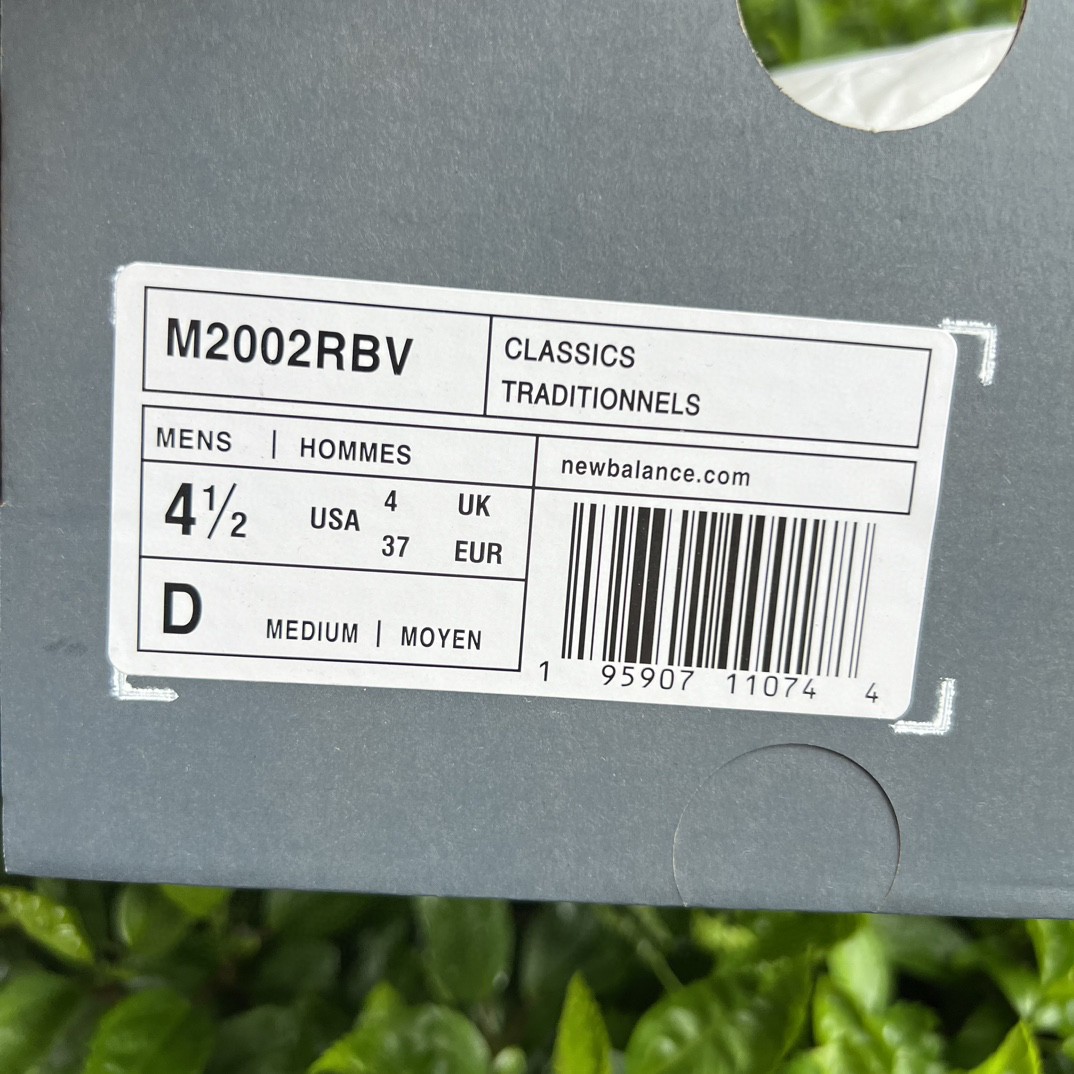 M2002RBV
CLASSICS
TRADITIONNELS
MENS | HOMMES
newbalance.com
4½ USA 4 UK
37 EUR
D MEDIUM | MOYEN
1 95907 11074 4